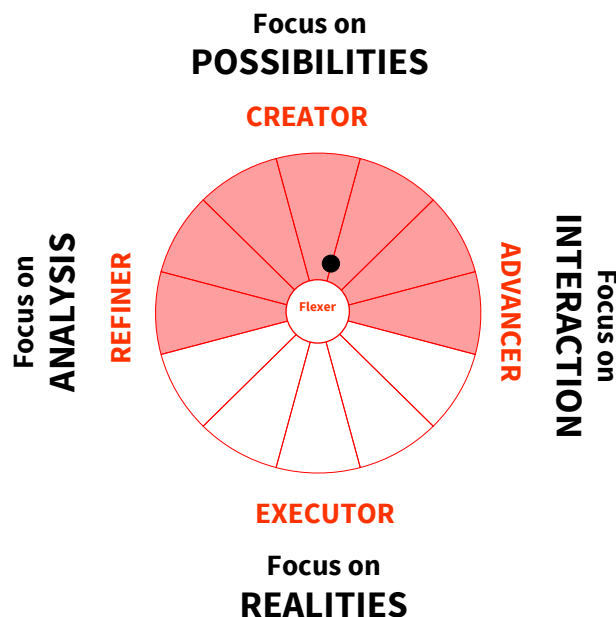 Focus on
POSSIBILITIES
CREATOR
Focus on
ANALYSIS
REFINER
Flexer
ADVANCER
INTERACTION
Focus on
EXECUTOR
Focus on
REALITIES